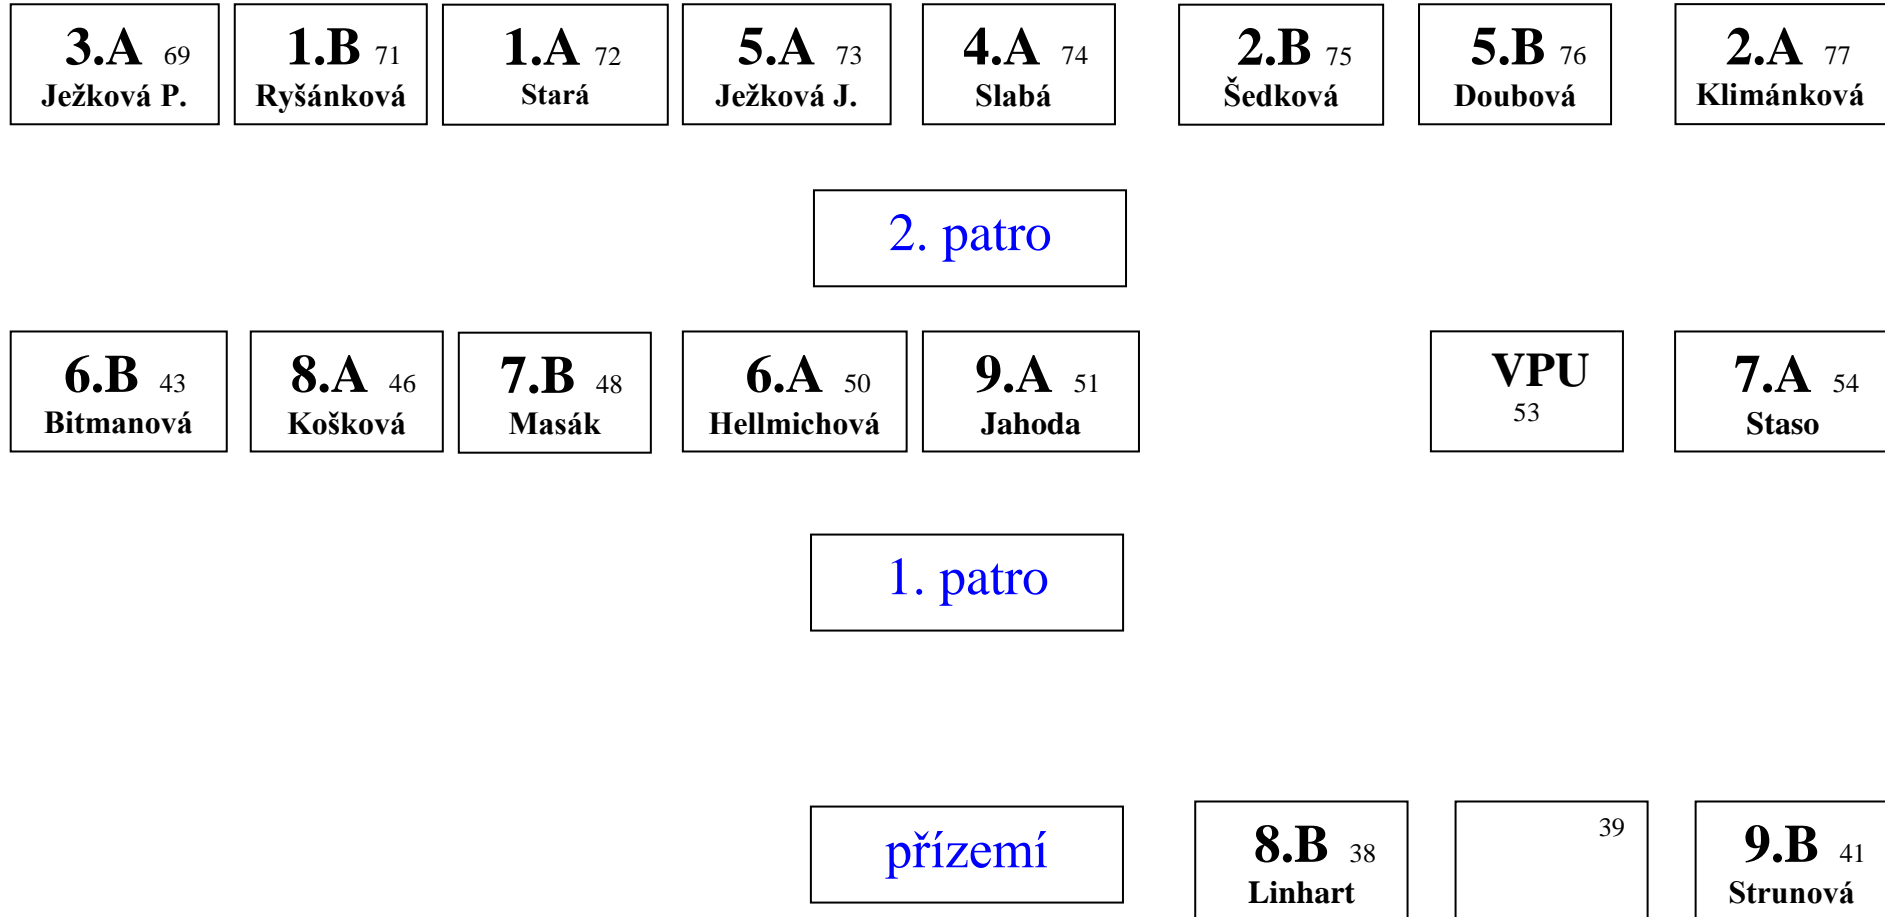 3.A 69
Ježková P.
1.B 71
Ryšánková
1.A 72
Stará
5.A 73
Ježková J.
4.A 74
Slabá
2.B 75
Šedková
5.B 76
Doubová
2.A 77
Klimánková
2. patro
6.B 43
Bitmanová
8.A 46
Košková
7.B 48
Masák
6.A 50
Hellmichová
9.A 51
Jahoda
VPU
53
7.A 54
Staso
1. patro
přízemí
8.B 38
Linhart
39
9.B 41
Strunová